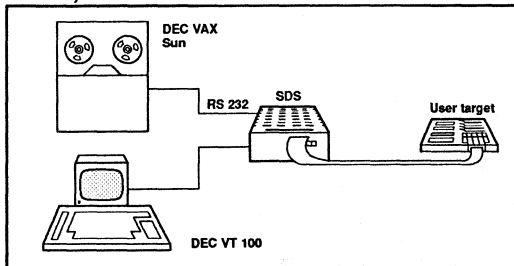 DEC VAX
Sun
RS 232
SDS
User target
DEC VT 100